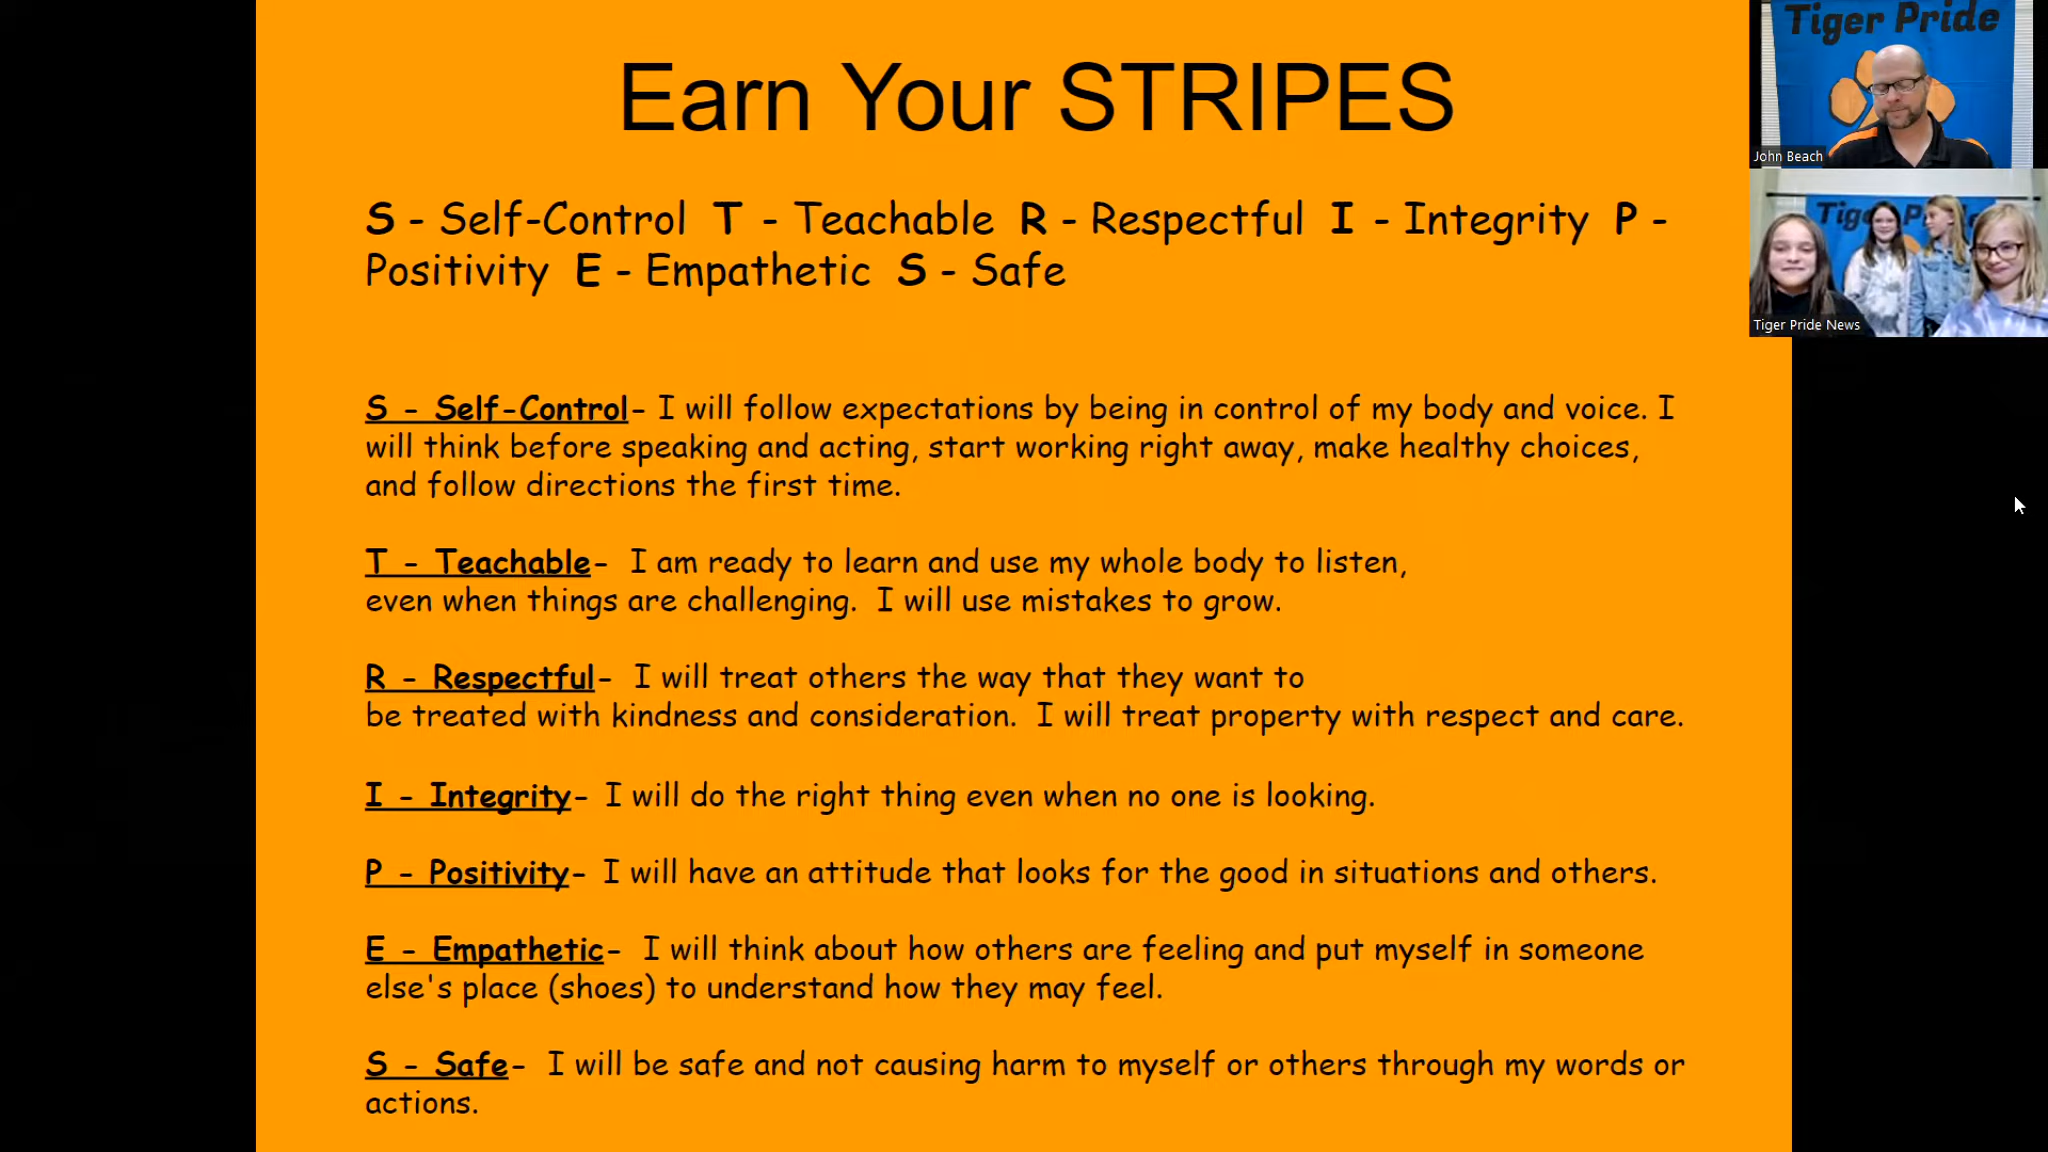 Earn Your STRIPES
S - Self-Control T - Teachable R - Respectful I - Integrity P -
Positivity E - Empathetic S - Safe
S - Self-Control- I will follow expectations by being in control of my body and voice. I
will think before speaking and acting, start working right away, make healthy choices,
and follow directions the first time.
T - Teachable- I am ready to learn and use my whole body to listen,
even when things are challenging. I will use mistakes to grow.
R - Respectful- I will treat others the way that they want to
be treated with kindness and consideration. I will treat property with respect and care.
I - Integrity- I will do the right thing even when no one is looking.
P - Positivity- I will have an attitude that looks for the good in situations and others.
E - Empathetic- I will think about how others are feeling and put myself in someone
else's place (shoes) to understand how they may feel.
S - Safe- I will be safe and not causing harm to myself or others through my words or
actions.
Tiger Pride
John Beach
Tiger Pride
Tiger Pride News